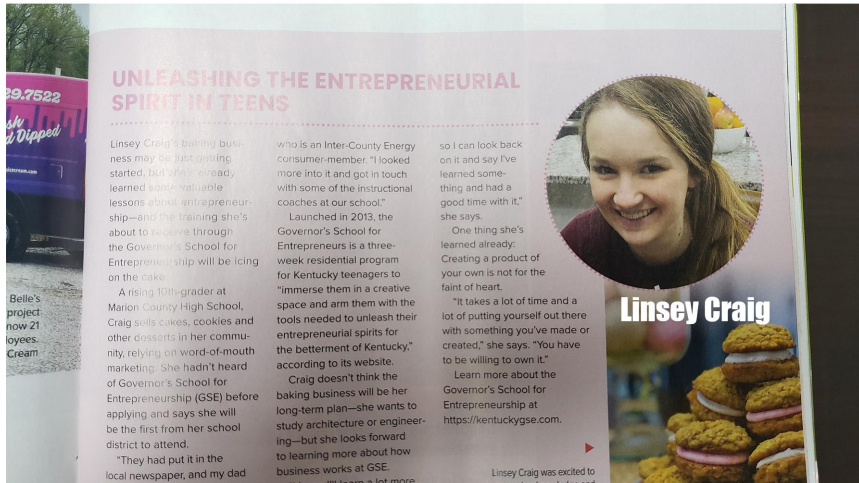 29.7522
sh
d Dipped
Belle's
project
now 21
loyees.
Cream
UNLEASHING THE ENTREPRENEURIAL
SPIRIT IN TEENS
Linsey Craig's baking busi-
ness may be just getting
started, but she's already
learned some valuable
lessons about entrepreneur-
ship—and the training she's
about to receive through
the Governor's School for
Entrepreneurship will be icing
on the cake.
A rising 10th-grader at
Marion County High School,
Craig sells cakes, cookies and
other desserts in her commu-
nity, relying on word-of-mouth
marketing. She hadn't heard
of Governor's School for
Entrepreneurship (GSE) before
applying and says she will
be the first from her school
district to attend.
"They had put it in the
local newspaper, and my dad
who is an Inter-County Energy
consumer-member. "I looked
more into it and got in touch
with some of the instructional
coaches at our school."
Launched in 2013, the
Governor's School for
Entrepreneurs is a three-
week residential program
for Kentucky teenagers to
"immerse them in a creative
space and arm them with the
tools needed to unleash their
entrepreneurial spirits for
the betterment of Kentucky,"
according to its website.
Craig doesn't think the
baking business will be her
long-term plan—she wants to
study architecture or engineer-
ing—but she looks forward
to learning more about how
business works at GSE.
learn a lot more
so I can look back
on it and say I've
learned some-
thing and had a
good time with it,"
she says.
One thing she's
learned already:
Creating a product of
your own is not for the
faint of heart.
"It takes a lot of time and a
lot of putting yourself out there
with something you've made or
created," she says. "You have
to be willing to own it."
Learn more about the
Governor's School for
Entrepreneurship at
https://kentuckygse.com.
Linsey Craig
Linsey Craig was excited to